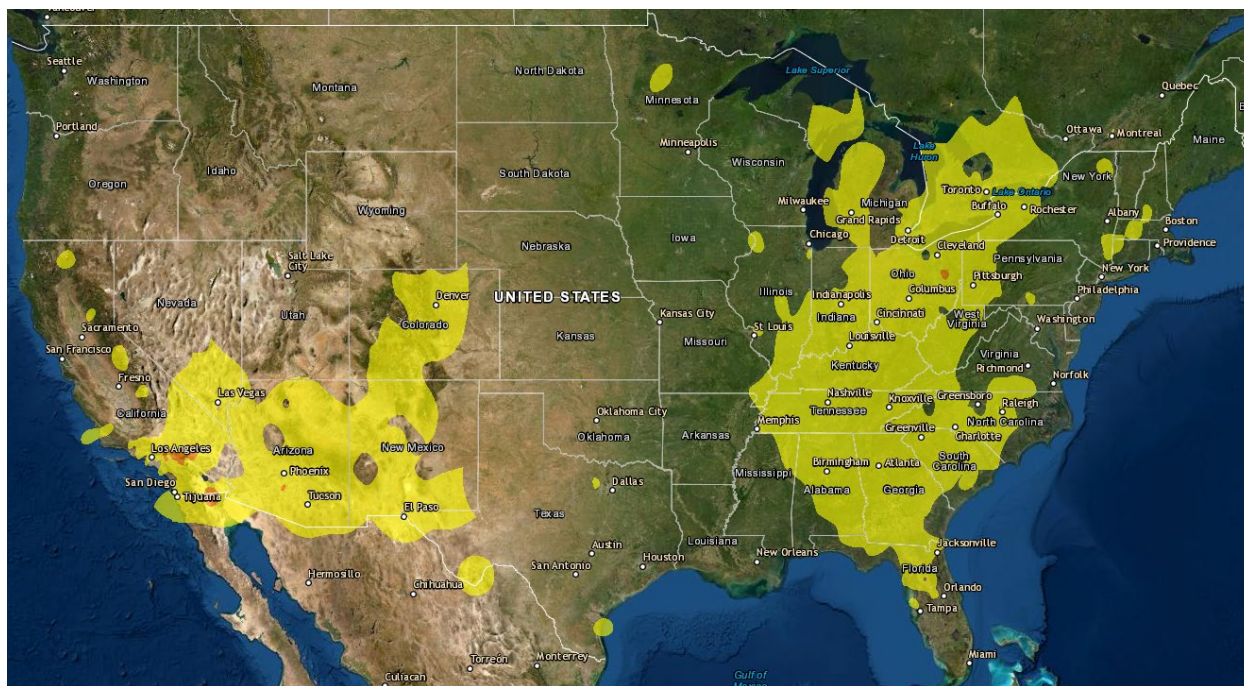 Vancouver
Seattle
Washington
Montana
North Dakota
Minnesota
Lake Superior
Quebec
Portland
Ottawa
Montreal
Maine
Minneapolis
Lake
Huron
Oregon
Idaho
South Dakota
Wisconsin
New York
Wyoming
Toronto
Lake Ontario
Milwaukee
Michigan
Grand Rapids
Buffalo
Rochester
Albany
Boston
Iowa
Chicago
Detroit
Cleveland
Providence
Salt Lake
City
Nebraska
Pennsylvania
New York
Nevada
Denver
UNITED STATES
Illinois
Indianapolis
Ohio
Pittsburgh
Columbus
Philadelphia
Utah
Indiana
Sacramento
Colorado
Kansas City
Cincinnati
West
Virginia
Washington
Kansas
St Louis
San Francisco
Missouri
Louisville
Virginia
Richmond
Kentucky
Fresno
Norfolk
Las Vegas
Nashville
Knoxville
Greensboro
Raleigh
California
Oklahoma City
Tennessee
North Carolina
Memphis
Greenville
Charlotte
Oklahoma
Arkansas
Los Angeles
Arizona
New Mexico
South
Carolina
Phoenix
Birmingham
Atlanta
Mississippi
San Diego
Tijuana
Tucson
Dallas
Alabama
Georgia
El Paso
Texas
Louisiana
Jacksonville
Austin
Houston
New Orleans
San Antonio
Florida
Hermosillo
Chihuahua
Orlando
Tampa
Torreón
Monterrey
Miami
Culiacan
Gulf of